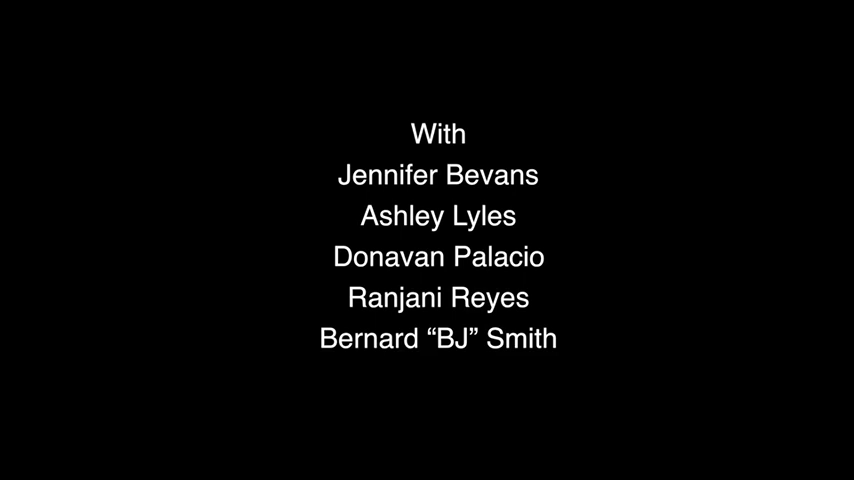 With
Jennifer Bevans
Ashley Lyles
Donavan Palacio
Ranjani Reyes
Bernard “BJ” Smith